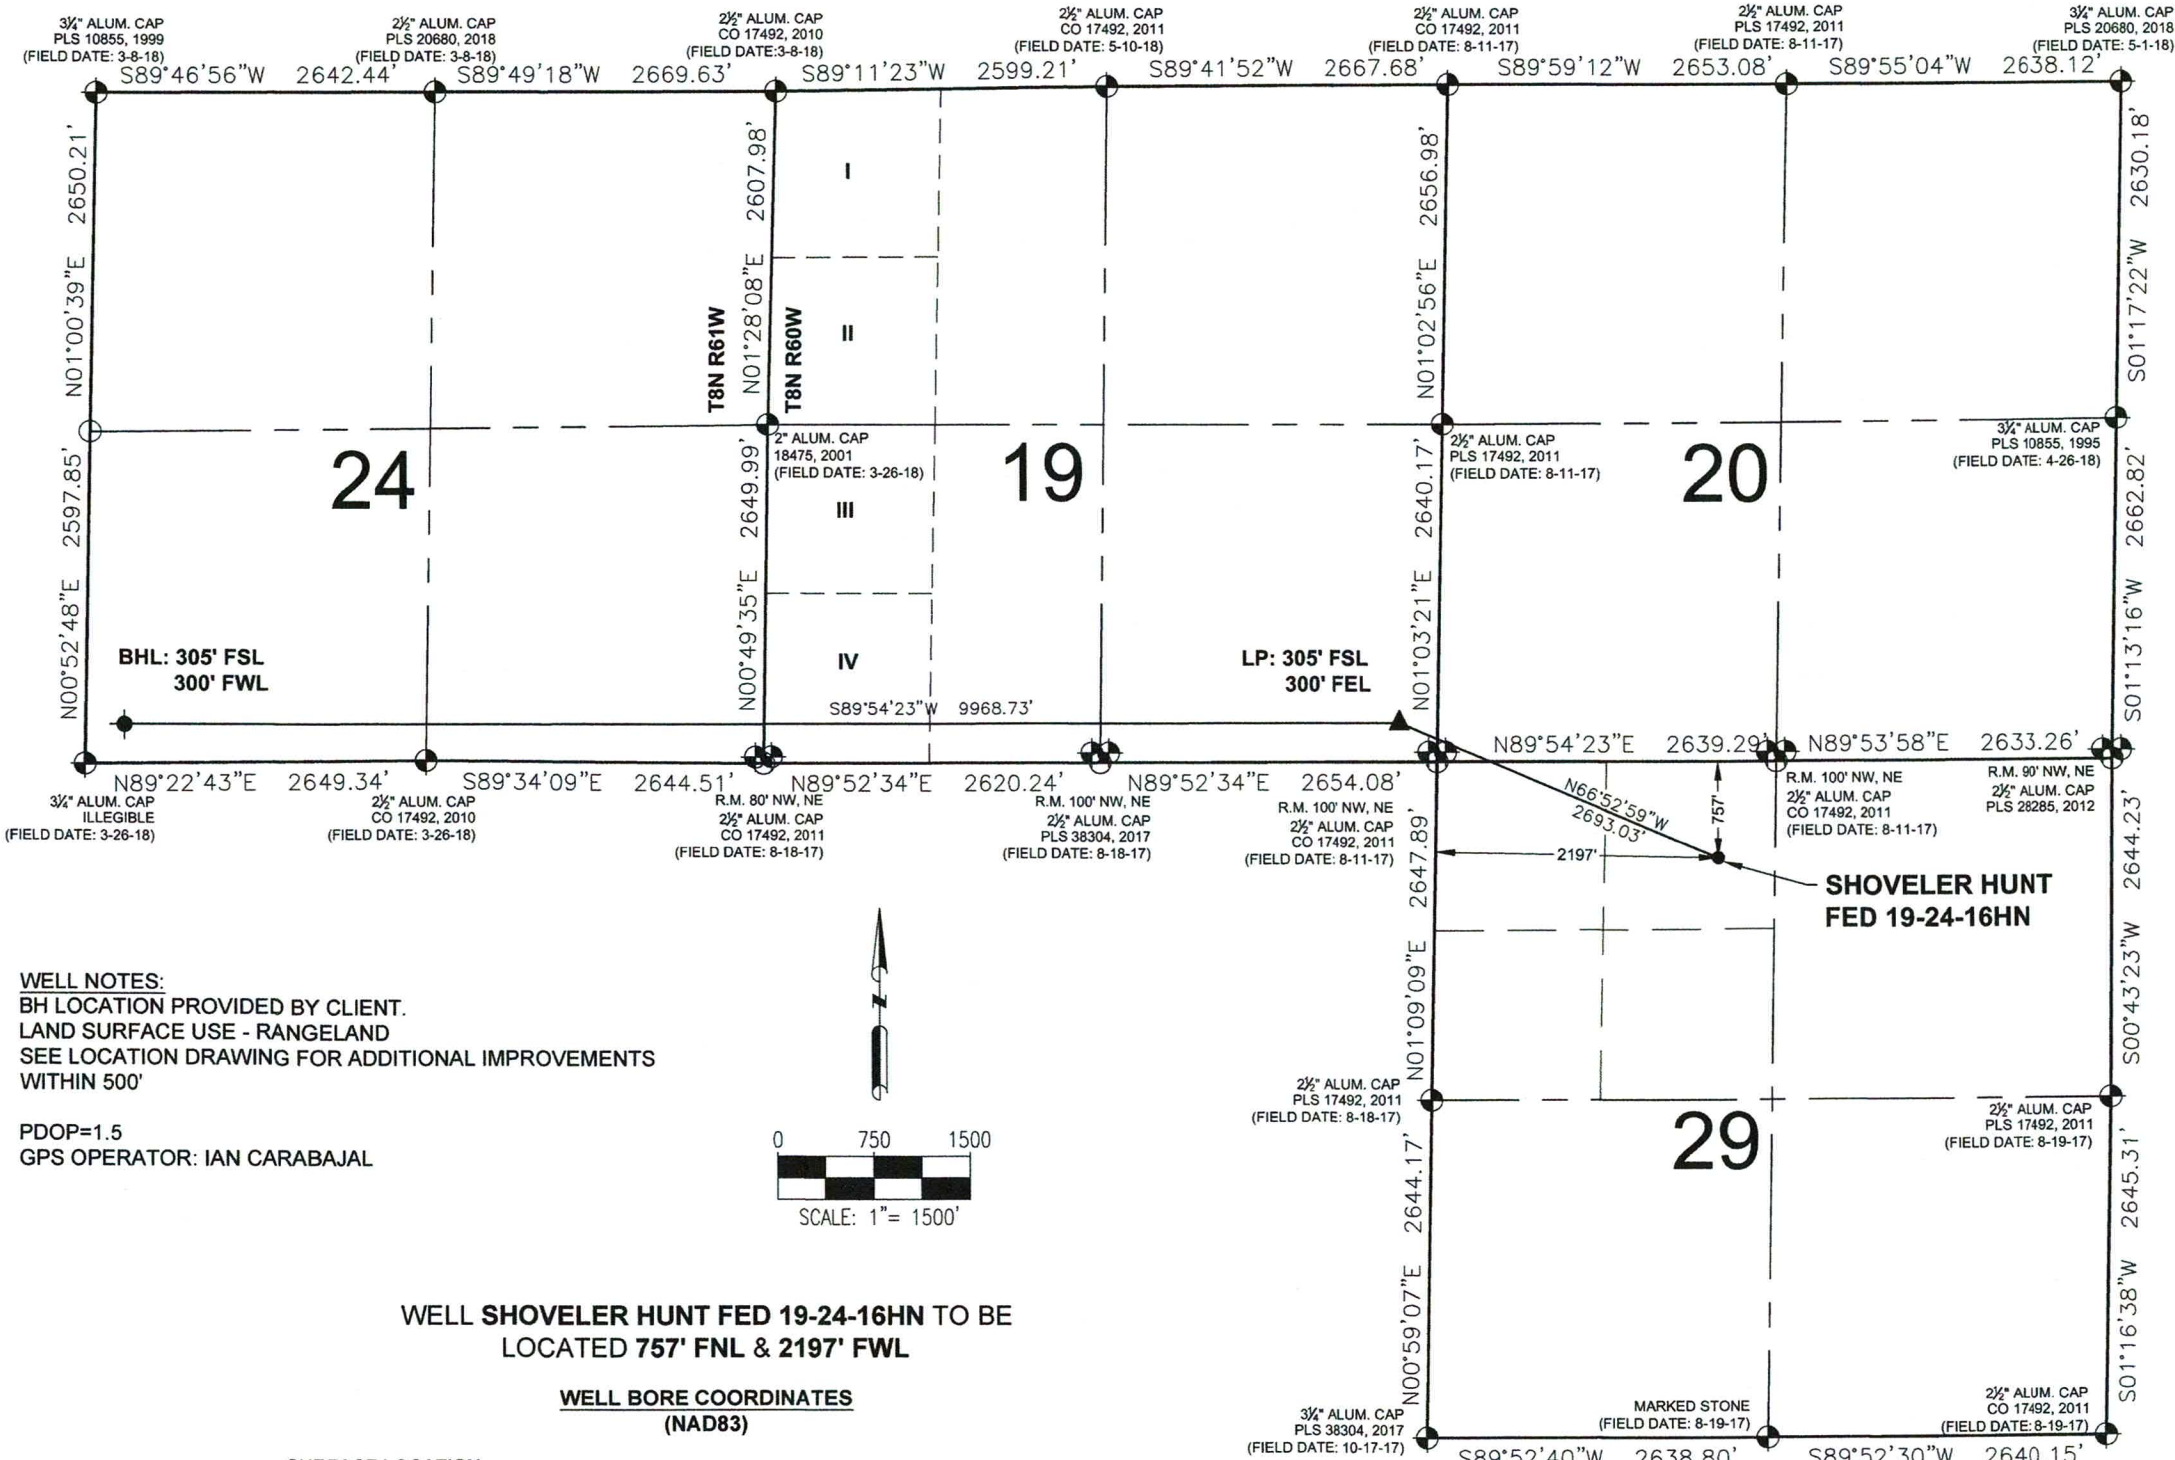 3¼" ALUM. CAP
PLS 10855, 1999
(FIELD DATE: 3-8-18)
2½" ALUM. CAP
PLS 20680, 2018
(FIELD DATE: 3-8-18)
2½" ALUM. CAP
CO 17492, 2010
(FIELD DATE:3-8-18)
2½" ALUM. CAP
CO 17492, 2011
(FIELD DATE: 5-10-18)
2½" ALUM. CAP
CO 17492, 2011
(FIELD DATE: 8-11-17)
2½" ALUM. CAP
PLS 17492, 2011
(FIELD DATE: 8-11-17)
3¼" ALUM. CAP
PLS 20680, 2018
(FIELD DATE: 5-1-18)
S89°46'56"W 2642.44'
S89°49'18"W 2669.63'
S89°11'23"W 2599.21'
S89°41'52"W 2667.68'
S89°59'12"W 2653.08'
S89°55'04"W 2638.12'
N01°00'39"E 2650.21'
N01°28'08"E 2607.98'
N01°02'56"E 2656.98'
S01°17'22"W 2630.18'
I
II
T8N R61W
T8N R60W
2" ALUM. CAP
18475, 2001
(FIELD DATE: 3-26-18)
2½" ALUM. CAP
PLS 17492, 2011
(FIELD DATE: 8-11-17)
3¼" ALUM. CAP
PLS 10855, 1995
(FIELD DATE: 4-26-18)
24
19
20
III
IV
N00°52'48"E 2597.85'
N00°49'35"E 2649.99'
N01°03'21"E 2640.17'
S01°13'16"W 2662.82'
BHL: 305' FSL
300' FWL
LP: 305' FSL
300' FEL
S89°54'23"W 9968.73'
N89°54'23"E 2639.29'
N89°53'58"E 2633.26'
N89°22'43"E 2649.34'
S89°34'09"E 2644.51'
N89°52'34"E 2620.24'
N89°52'34"E 2654.08'
3¼" ALUM. CAP
ILLEGIBLE
(FIELD DATE: 3-26-18)
2½" ALUM. CAP
CO 17492, 2010
(FIELD DATE: 3-26-18)
R.M. 80' NW, NE
2½" ALUM. CAP
CO 17492, 2011
(FIELD DATE: 8-18-17)
R.M. 100' NW, NE
2½" ALUM. CAP
PLS 38304, 2017
(FIELD DATE: 8-18-17)
R.M. 100' NW, NE
2½" ALUM. CAP
CO 17492, 2011
(FIELD DATE: 8-11-17)
R.M. 100' NW, NE
2½" ALUM. CAP
CO 17492, 2011
(FIELD DATE: 8-11-17)
R.M. 90' NW, NE
2½" ALUM. CAP
PLS 28285, 2012
N66°52'59"W
2693.03'
757'
2197'
SHOVELER HUNT
FED 19-24-16HN
N01°09'09"E 2647.89'
S00°43'23"W 2644.23'
WELL NOTES:
BH LOCATION PROVIDED BY CLIENT.
LAND SURFACE USE - RANGELAND
SEE LOCATION DRAWING FOR ADDITIONAL IMPROVEMENTS
WITHIN 500'
PDOP=1.5
GPS OPERATOR: IAN CARABAJAL
N
0 750 1500
SCALE: 1"= 1500'
2½" ALUM. CAP
PLS 17492, 2011
(FIELD DATE: 8-18-17)
2½" ALUM. CAP
PLS 17492, 2011
(FIELD DATE: 8-19-17)
29
N00°59'07"E 2644.17'
S01°16'38"W 2645.31'
WELL SHOVELER HUNT FED 19-24-16HN TO BE
LOCATED 757' FNL & 2197' FWL
WELL BORE COORDINATES
(NAD83)
3¼" ALUM. CAP
PLS 38304, 2017
(FIELD DATE: 10-17-17)
MARKED STONE
(FIELD DATE: 8-19-17)
2½" ALUM. CAP
CO 17492, 2011
(FIELD DATE: 8-19-17)
S89°52'40"W 2638.80'
S89°52'30"W 2640.15'